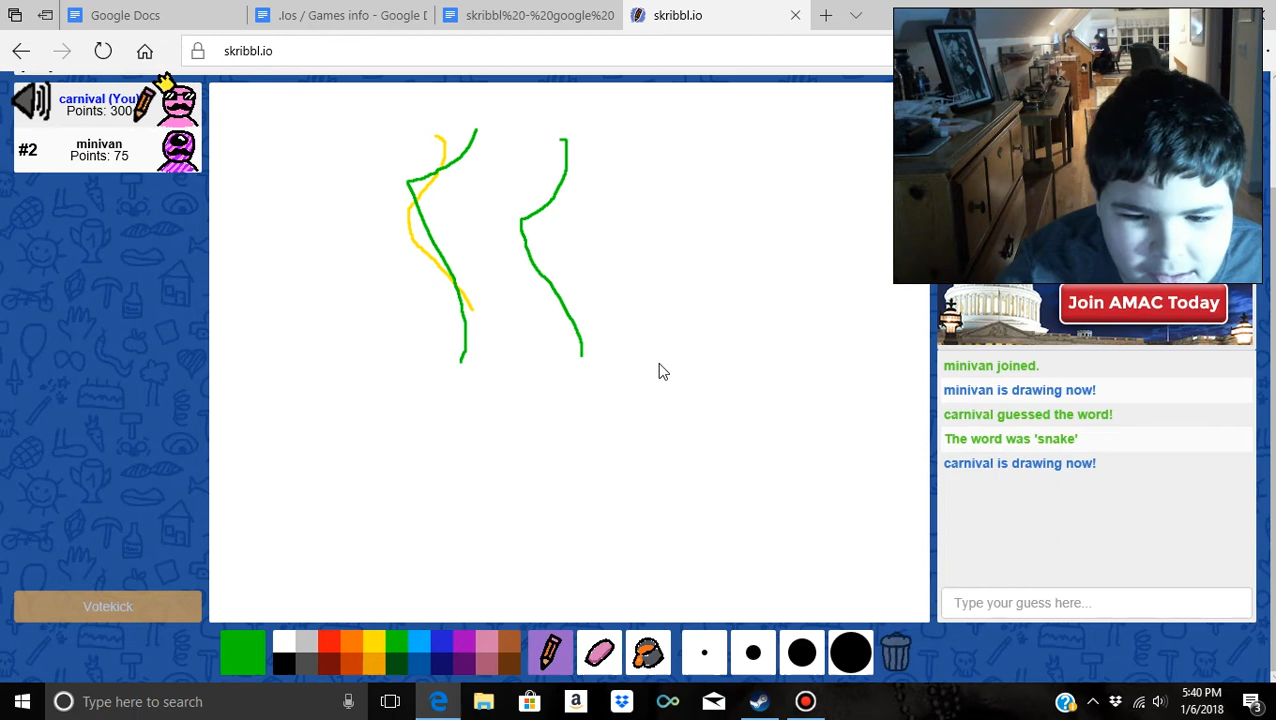 Google Docs
.Ios / Games info - Google D
skribbl%20-%20google%20
skribbl.io
skribbl.io
carnival (You)
Points: 300
#2
minivan
Points: 75
Join AMAC Today
minivan joined.
minivan is drawing now!
carnival guessed the word!
The word was 'snake'
carnival is drawing now!
Type your guess here...
Votekick
Type here to search
5:40 PM
1/6/2018
3